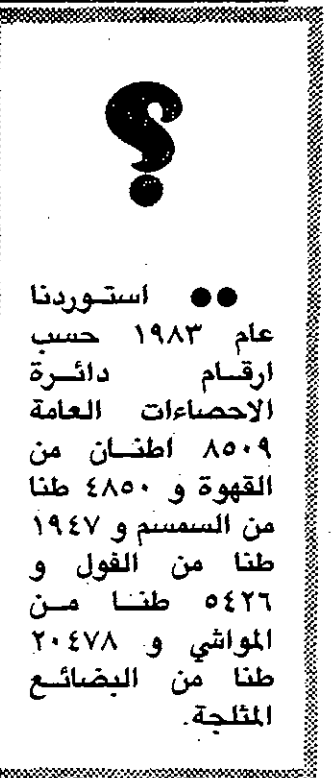 ؟
●● استوردنا
عام ١٩٨٣ حسب
ارقام دائرة
الاحصاءات العامة
٨٥٠٩ اطنان من
القهوة و ٤٨٥٠ طنا
من السمسم و ١٩٤٧
طنا من الفول و
٥٤٢٦ طنا من
المواشي و ٢٠٤٧٨
طنا من البضائع
المثلجة.